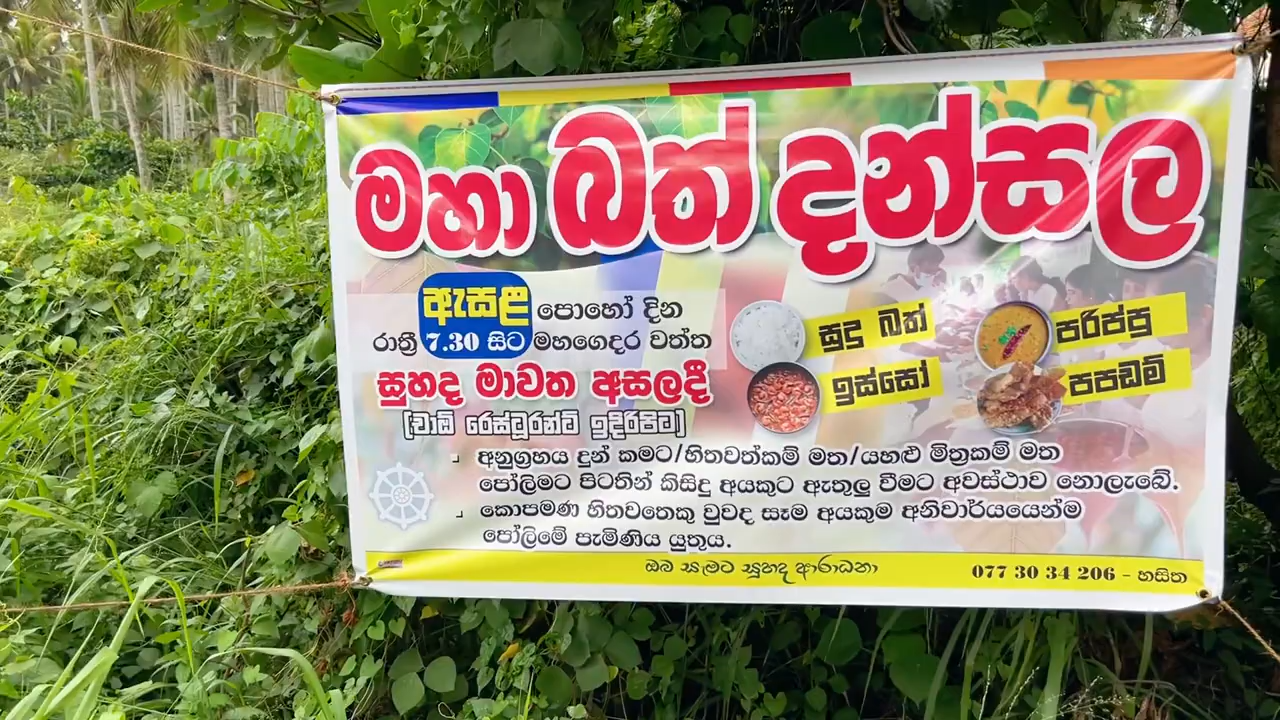 මහා බත් දන්සල
ඇසළ පොහෝ දින
රාත්‍රී 7.30 සිට මහගෙදර වත්ත
සුහද මාවත අසලදී
(චාඕ රෙස්ටූරන්ට් ඉදිරිපිට)
සුදු බත්
පරිප්පු
ඉස්සෝ
පපඩම්
අනුග්‍රහය දුන් කමට/හිතවත්කම් මත/යහළු මිත්‍රකම් මත
පෝලිමට පිටතින් කිසිදු අයකුට ඇතුලු වීමට අවස්ථාව නොලැබේ.
කොපමණ හිතවතෙකු වුවද සෑම අයකුම අනිවාර්යයෙන්ම
පෝලිමේ පැමිණිය යුතුය.
ඔබ සැමට සුහද ආරාධනා
077 30 34 206 - හසිත